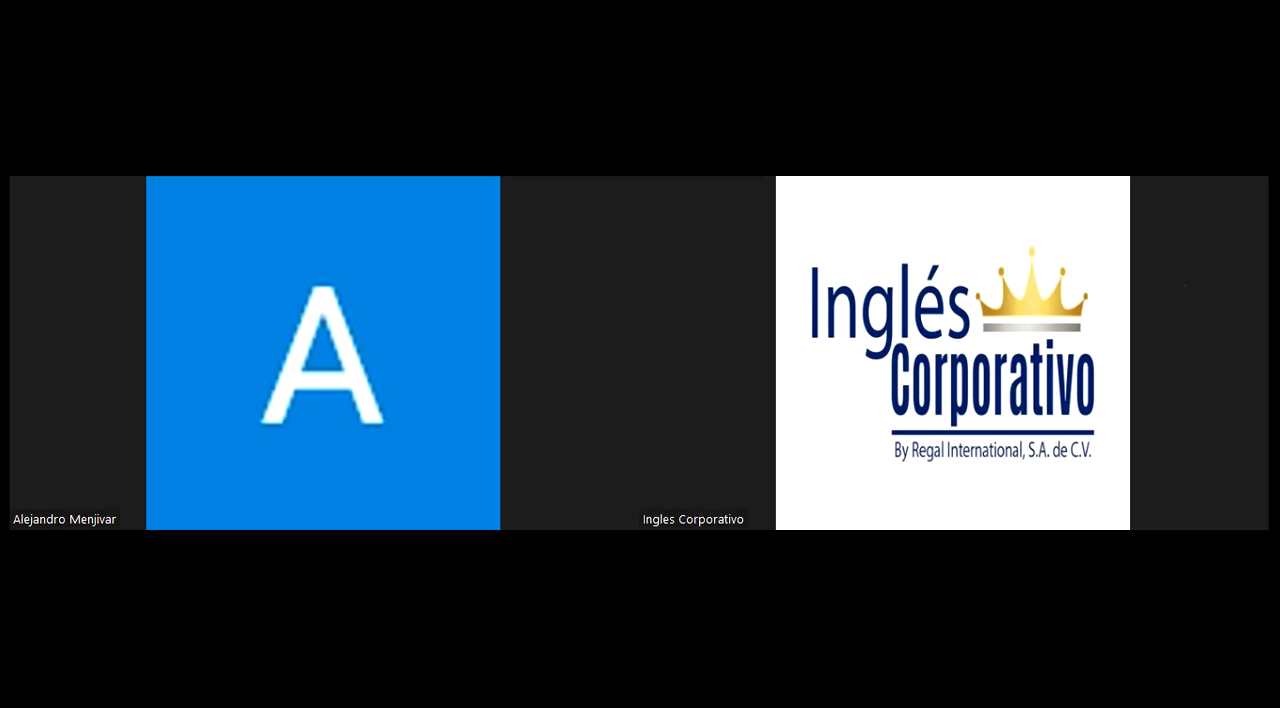 A
Alejandro Menjivar
Inglés
Corporativo
By Regal International, S.A. de C.V.
Ingles Corporativo